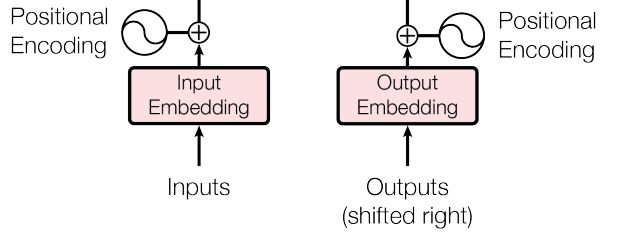 Positional
Encoding
Positional
Encoding
Input
Embedding
Output
Embedding
Inputs
Outputs
(shifted right)